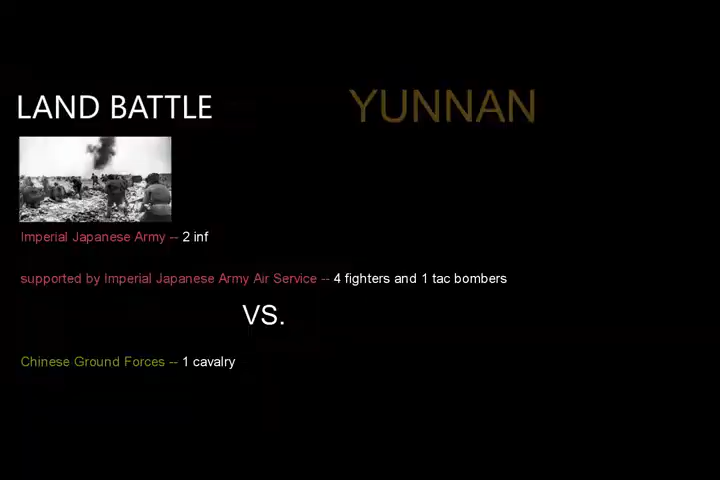 LAND BATTLE
YUNNAN
Imperial Japanese Army -- 2 inf
supported by Imperial Japanese Army Air Service -- 4 fighters and 1 tac bombers
VS.
Chinese Ground Forces -- 1 cavalry